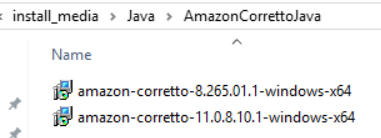 install_media > Java > AmazonCorrettoJava
Name
amazon-corretto-8.265.01.1-windows-x64
amazon-corretto-11.0.8.10.1-windows-x64